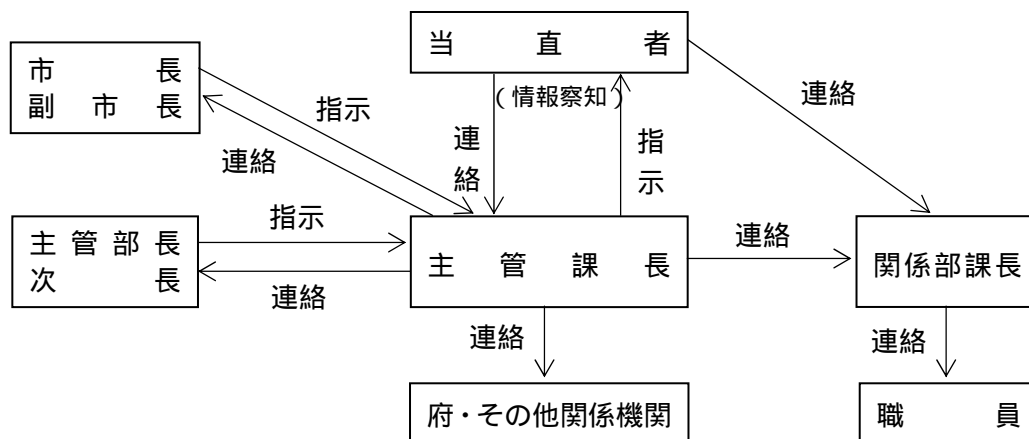 当直者
市長
副市長
（情報察知）
指示
連絡
連絡
指示
連絡
主管部長
次長
指示
連絡
主管課長
連絡
関係部課長
連絡
連絡
府・その他関係機関
職員